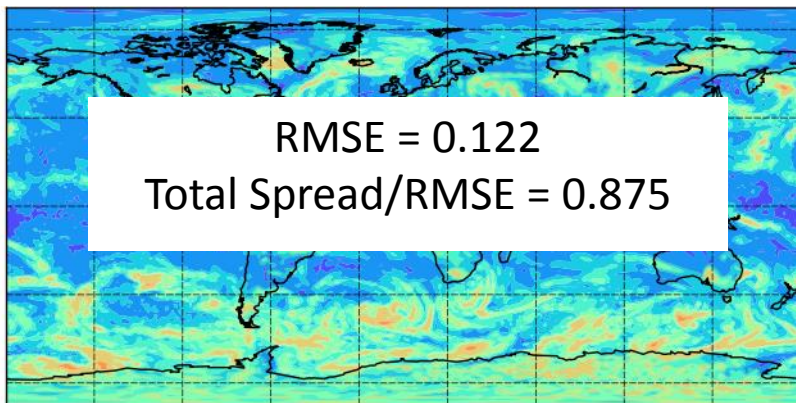 RMSE = 0.122
Total Spread/RMSE = 0.875